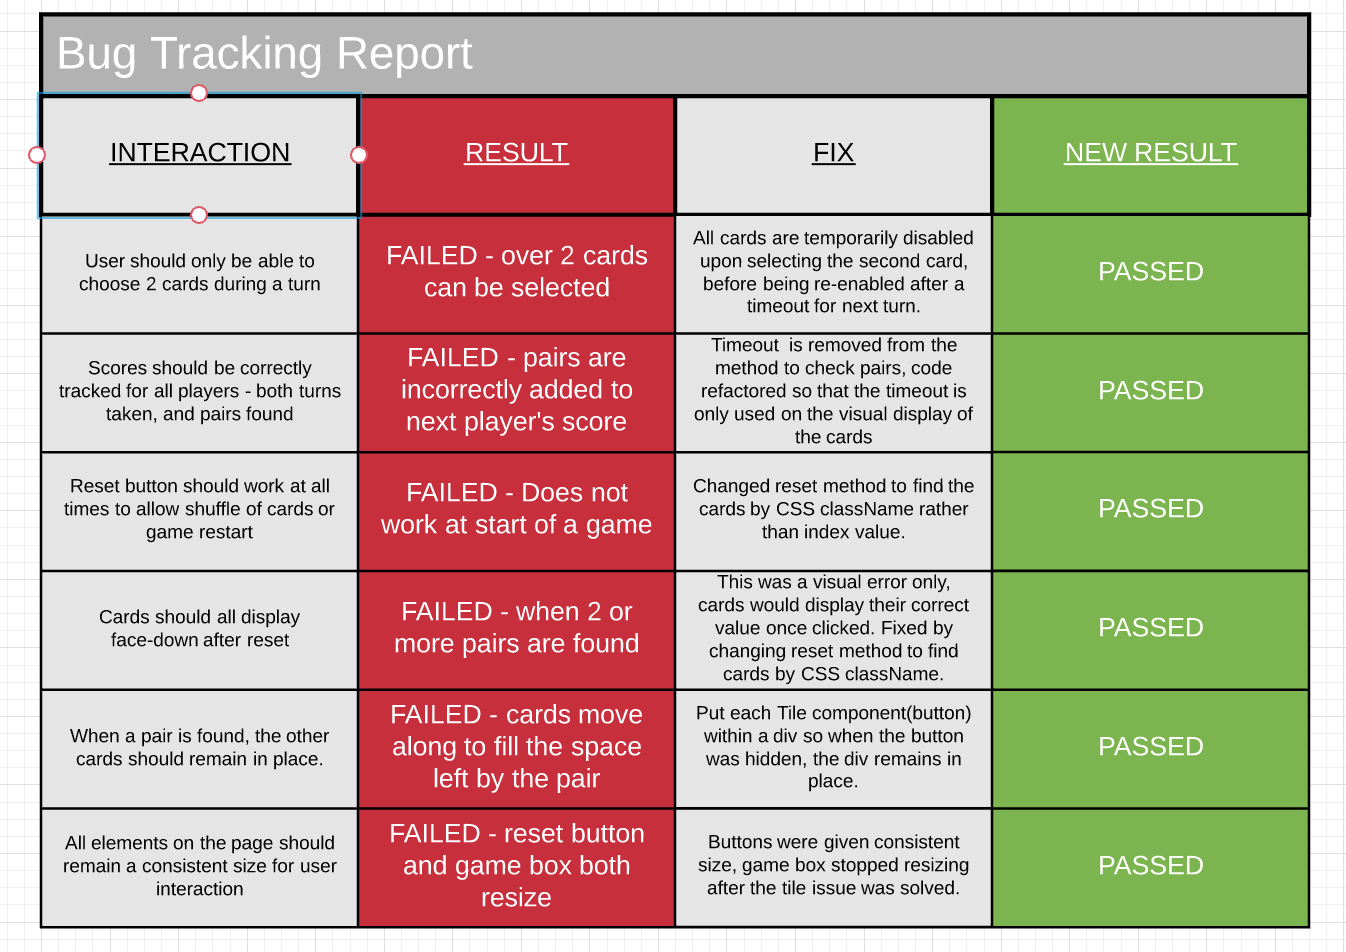 Bug Tracking Report
INTERACTION
RESULT
FIX
NEW RESULT
User should only be able to
choose 2 cards during a turn
FAILED - over 2 cards
can be selected
All cards are temporarily disabled
upon selecting the second card,
before being re-enabled after a
timeout for next turn.
PASSED
Scores should be correctly
tracked for all players - both turns
taken, and pairs found
FAILED - pairs are
incorrectly added to
next player's score
Timeout  is removed from the
method to check pairs, code
refactored so that the timeout is
only used on the visual display of
the cards
PASSED
Reset button should work at all
times to allow shuffle of cards or
game restart
FAILED - Does not
work at start of a game
Changed reset method to find the
cards by CSS className rather
than index value.
PASSED
Cards should all display
face-down after reset
FAILED - when 2 or
more pairs are found
This was a visual error only,
cards would display their correct
value once clicked. Fixed by
changing reset method to find
cards by CSS className.
PASSED
When a pair is found, the other
cards should remain in place.
FAILED - cards move
along to fill the space
left by the pair
Put each Tile component(button)
within a div so when the button
was hidden, the div remains in
place.
PASSED
All elements on the page should
remain a consistent size for user
interaction
FAILED - reset button
and game box both
resize
Buttons were given consistent
size, game box stopped resizing
after the tile issue was solved.
PASSED